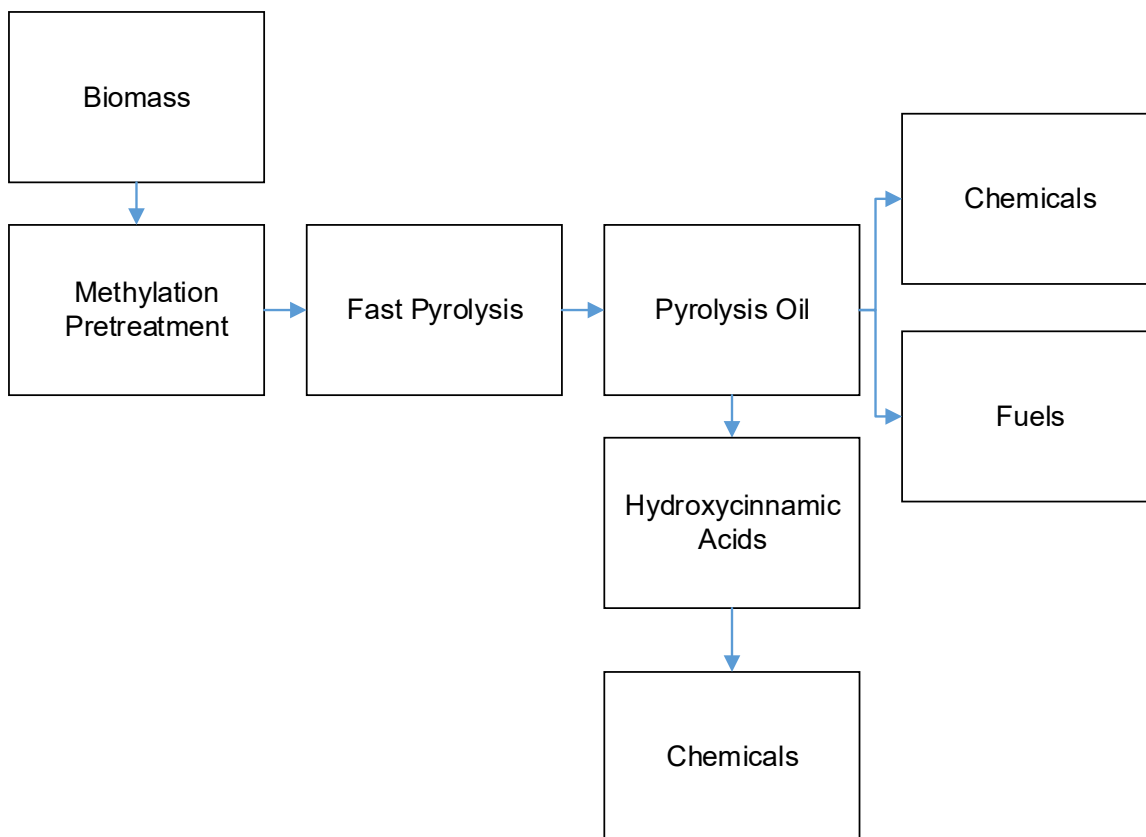 Biomass
Methylation
Pretreatment
Fast Pyrolysis
Pyrolysis Oil
Chemicals
Fuels
Hydroxycinnamic
Acids
Chemicals